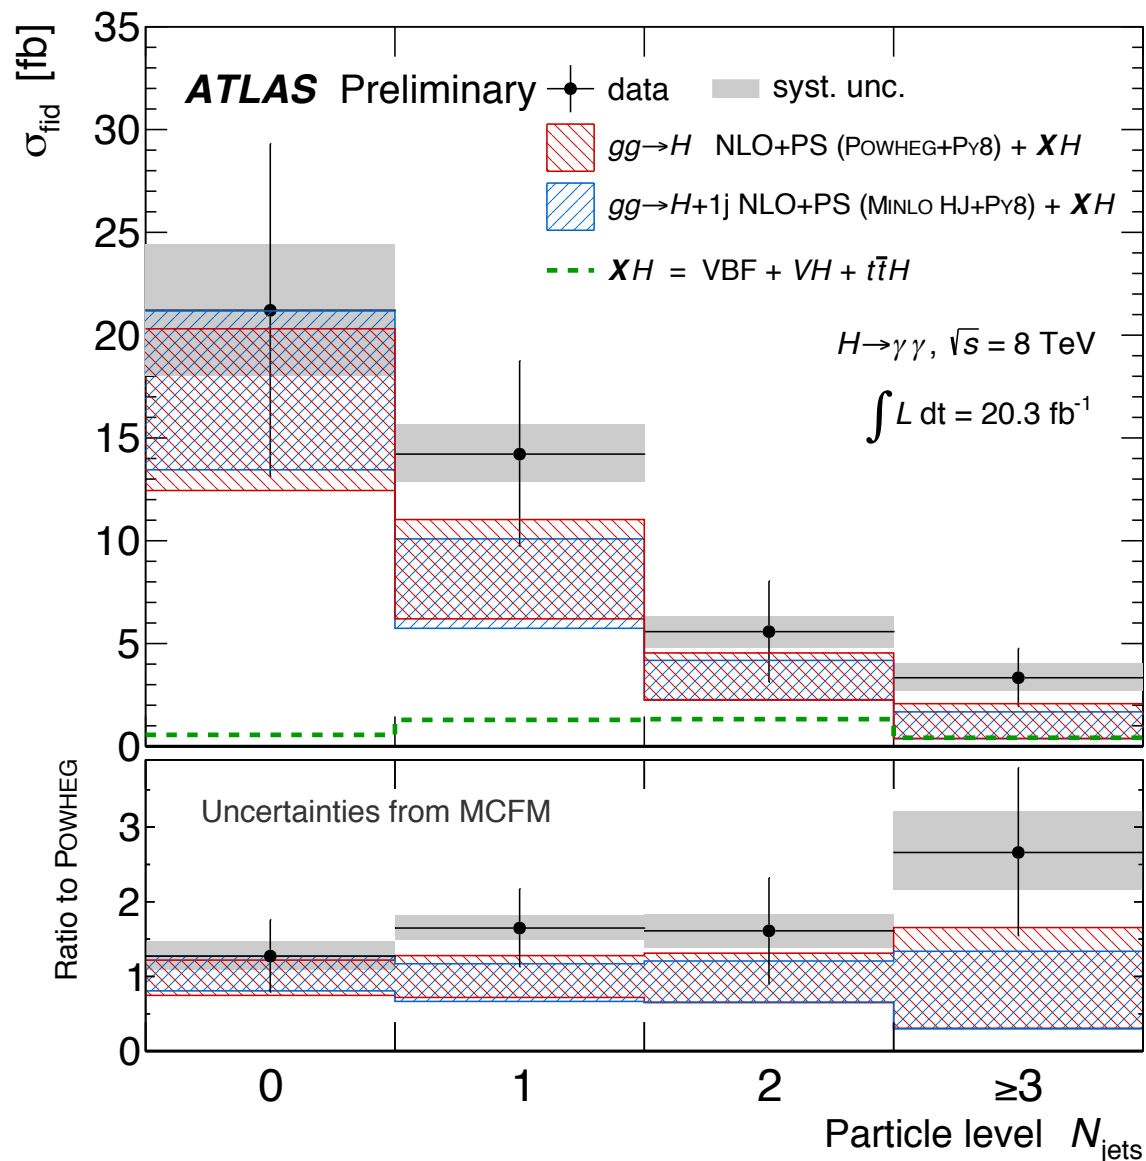 σfid [fb]
35
30
25
20
15
10
5
0
ATLAS Preliminary
data
syst. unc.
gg→H NLO+PS (POWHEG+PY8) + XH
gg→H+1j NLO+PS (MINLO HJ+PY8) + XH
XH = VBF + VH + tt̄H
H→γγ, √s = 8 TeV
∫ L dt = 20.3 fb⁻¹
Ratio to POWHEG
Uncertainties from MCFM
3
2
1
0
0 1 2 ≥3
Particle level Njets